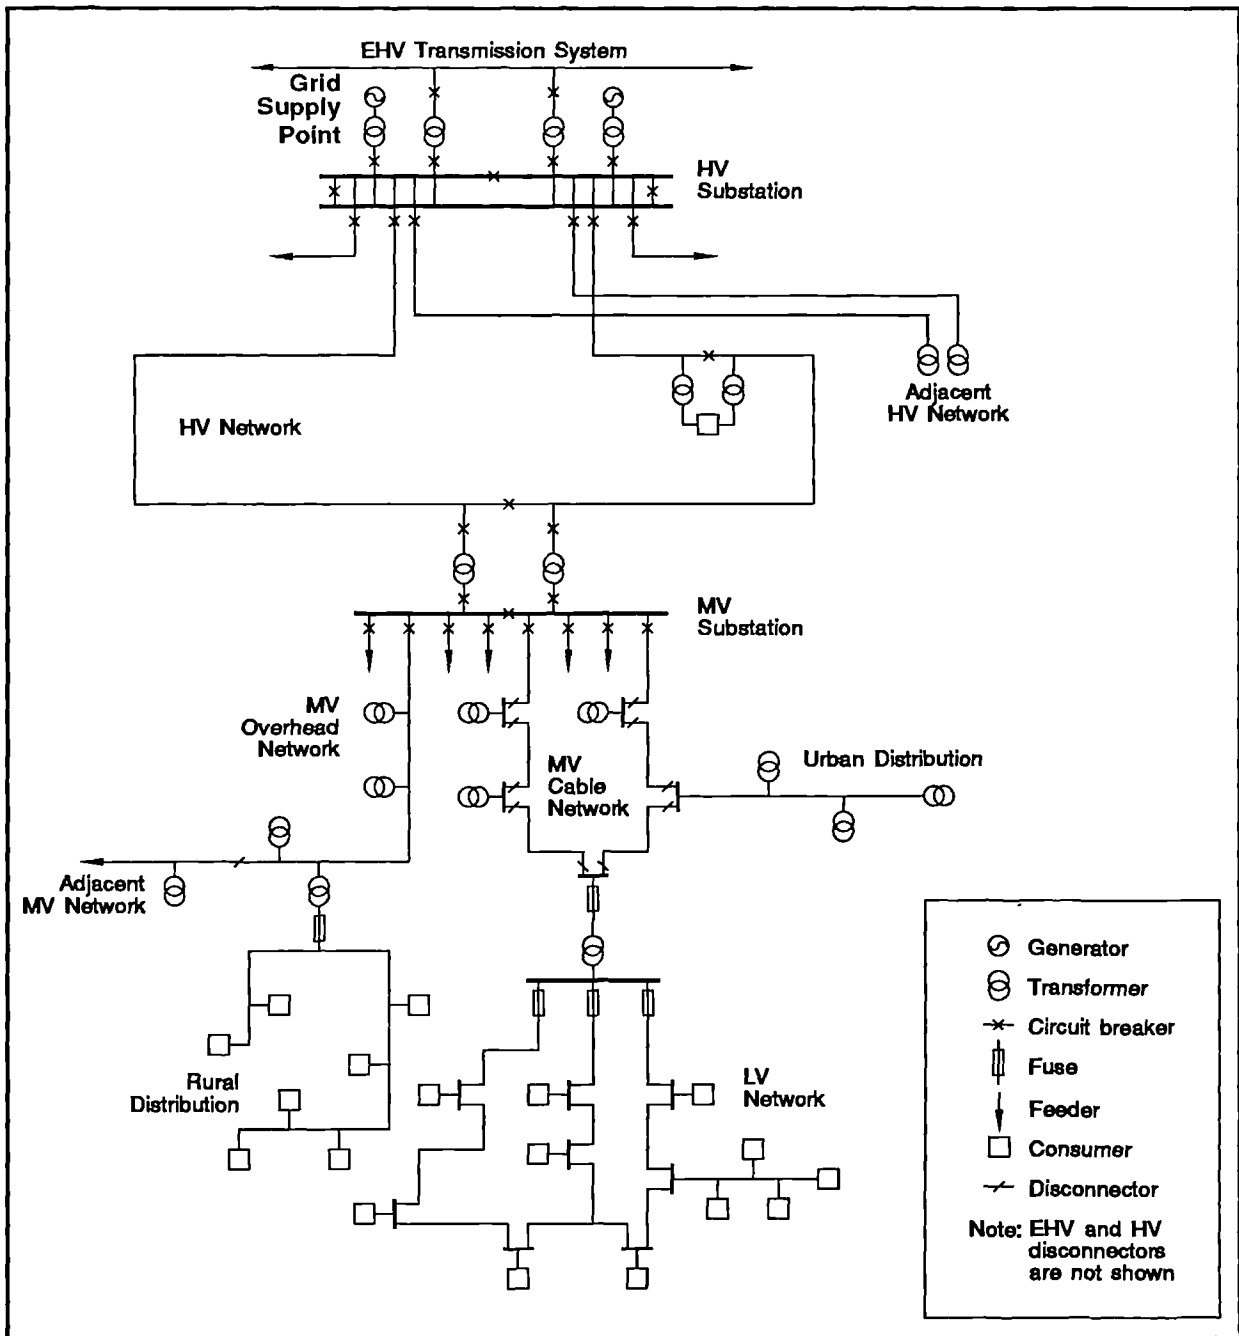 EHV Transmission System
Grid
Supply
Point
HV
Substation
Adjacent
HV Network
HV Network
MV
Substation
MV
Overhead
Network
MV
Cable
Network
Urban Distribution
Adjacent
MV Network
Rural
Distribution
LV
Network
Generator
Transformer
Circuit breaker
Fuse
Feeder
Consumer
Disconnector
Note: EHV and HV
disconnectors
are not shown